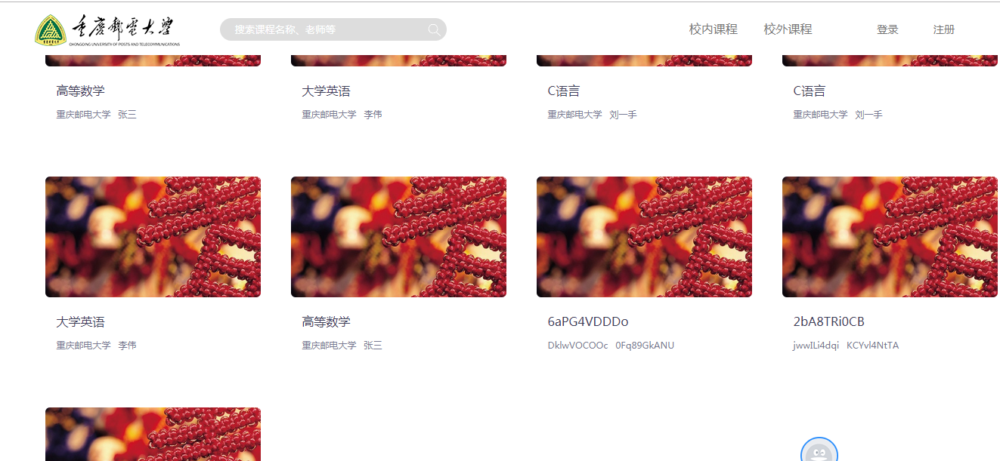 重庆邮电大学
CHONGQING UNIVERSITY OF POSTS AND TELECOMMUNICATIONS
搜索课程名称、老师等
校内课程
校外课程
登录
注册
高等数学
重庆邮电大学 张三
大学英语
重庆邮电大学 李伟
C语言
重庆邮电大学 刘一手
C语言
重庆邮电大学 刘一手
大学英语
重庆邮电大学 李伟
高等数学
重庆邮电大学 张三
6aPG4VDDDo
DklwVOCOOc 0Fq89GkANU
2bA8TRi0CB
jwwILi4dqi KCYvl4NtTA